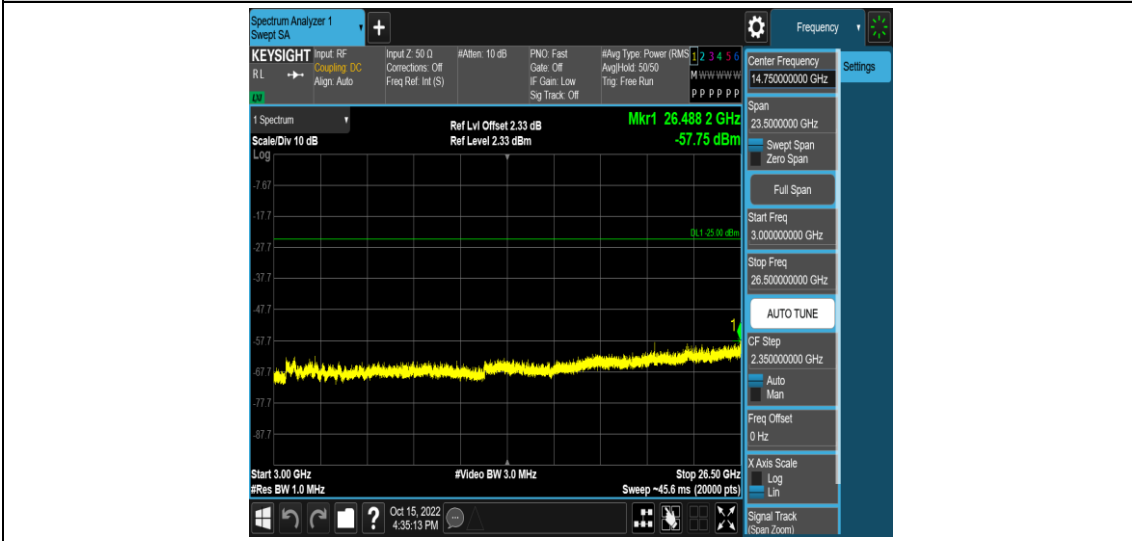 Spectrum Analyzer 1
Swept SA
+
Frequency
KEYSIGHT
RL
Input: RF
Coupling: DC
Align: Auto
Input Z: 50 Ω
Corrections: Off
Freq Ref: Int (S)
#Atten: 10 dB
PNO: Fast
Gate: Off
IF Gain: Low
Sig Track: Off
#Avg Type: Power (RMS
Avg|Hold: 50/50
Trig: Free Run
1 2 3 4 5 6
M W W W W W
P P P P P P
1 Spectrum
Scale/Div 10 dB
Log
Ref Lvl Offset 2.33 dB
Ref Level 2.33 dBm
Mkr1 26.488 2 GHz
-57.75 dBm
-7.67
-17.7
DL1 -25.00 dBm
-27.7
-37.7
-47.7
1
-57.7
-67.7
-77.7
-87.7
Start 3.00 GHz
#Video BW 3.0 MHz
Stop 26.50 GHz
#Res BW 1.0 MHz
Sweep ~45.6 ms (20000 pts)
?
Oct 15, 2022
4:35:13 PM
Center Frequency
14.750000000 GHz
Settings
Span
23.5000000 GHz
Swept Span
Zero Span
Full Span
Start Freq
3.000000000 GHz
Stop Freq
26.500000000 GHz
AUTO TUNE
CF Step
2.350000000 GHz
Auto
Man
Freq Offset
0 Hz
X Axis Scale
Log
Lin
Signal Track
(Span Zoom)